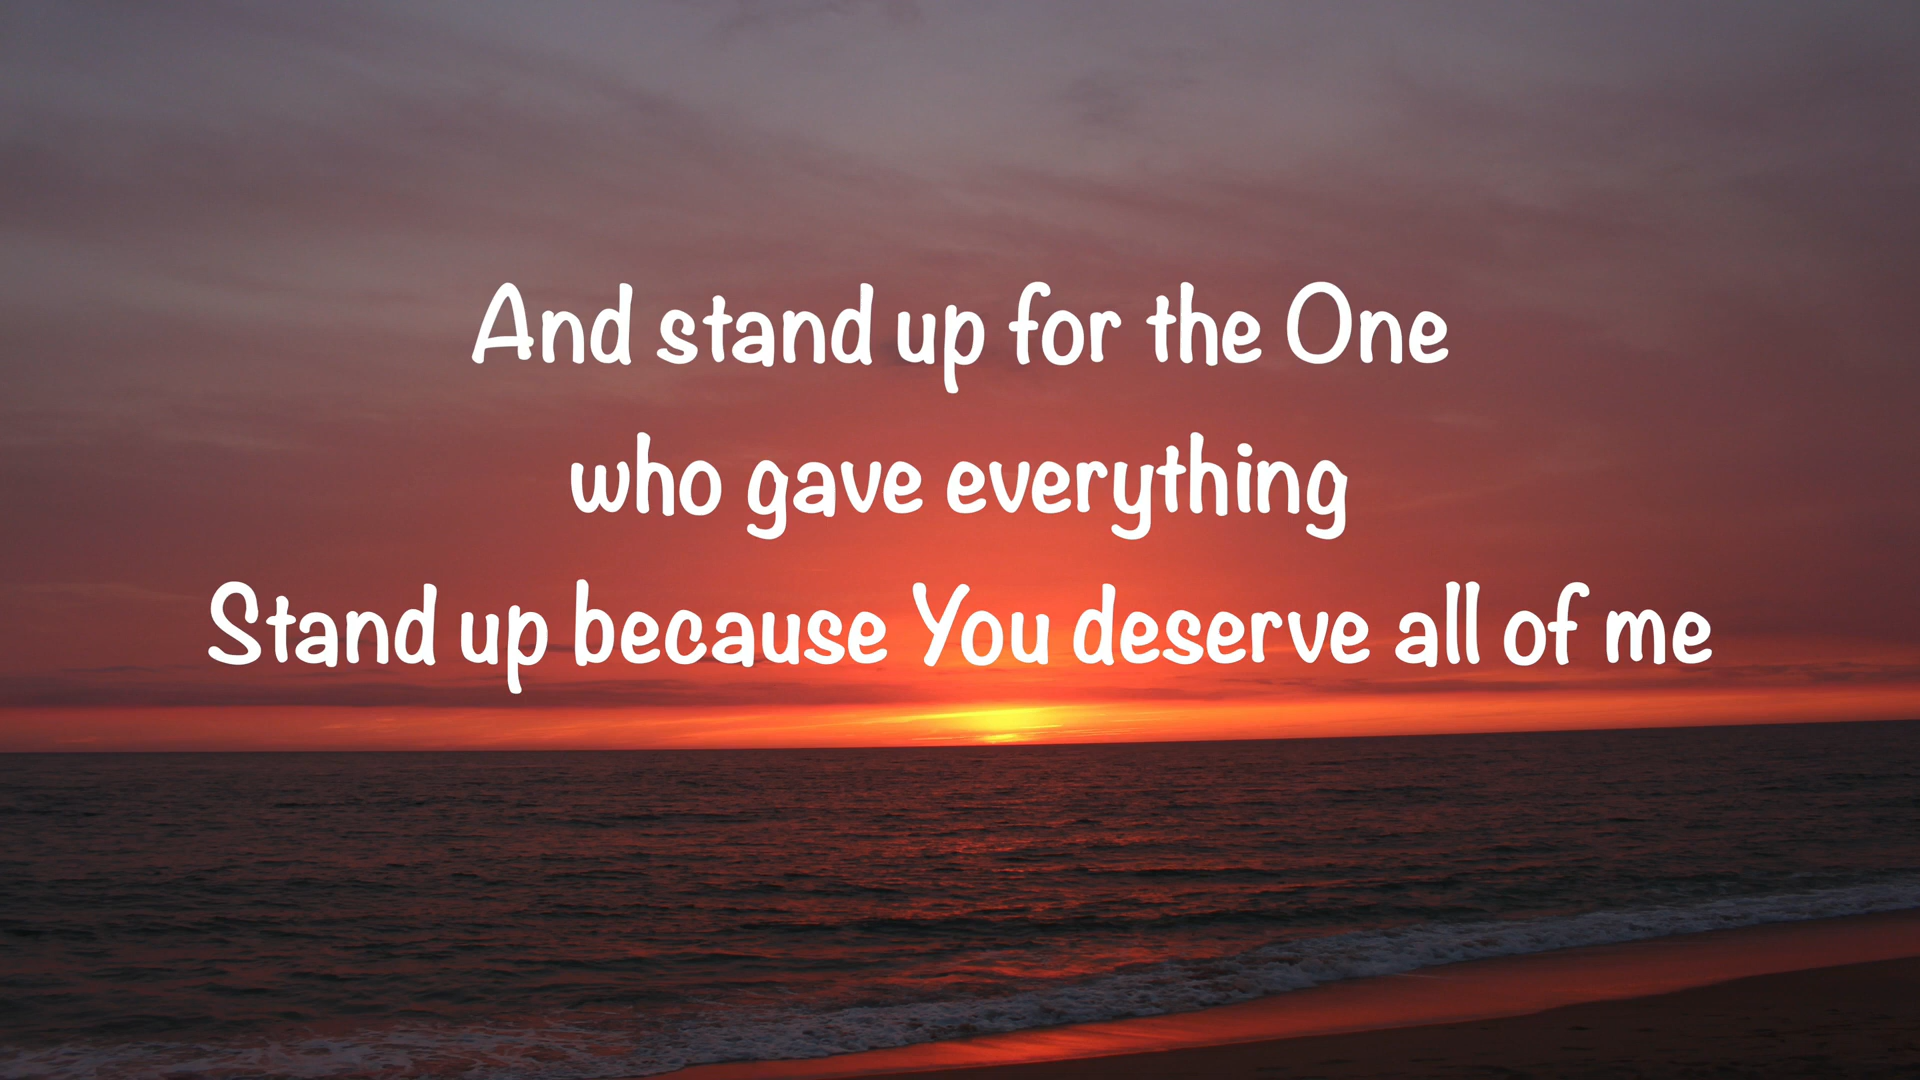 And stand up for the One
who gave everything
Stand up because You deserve all of me